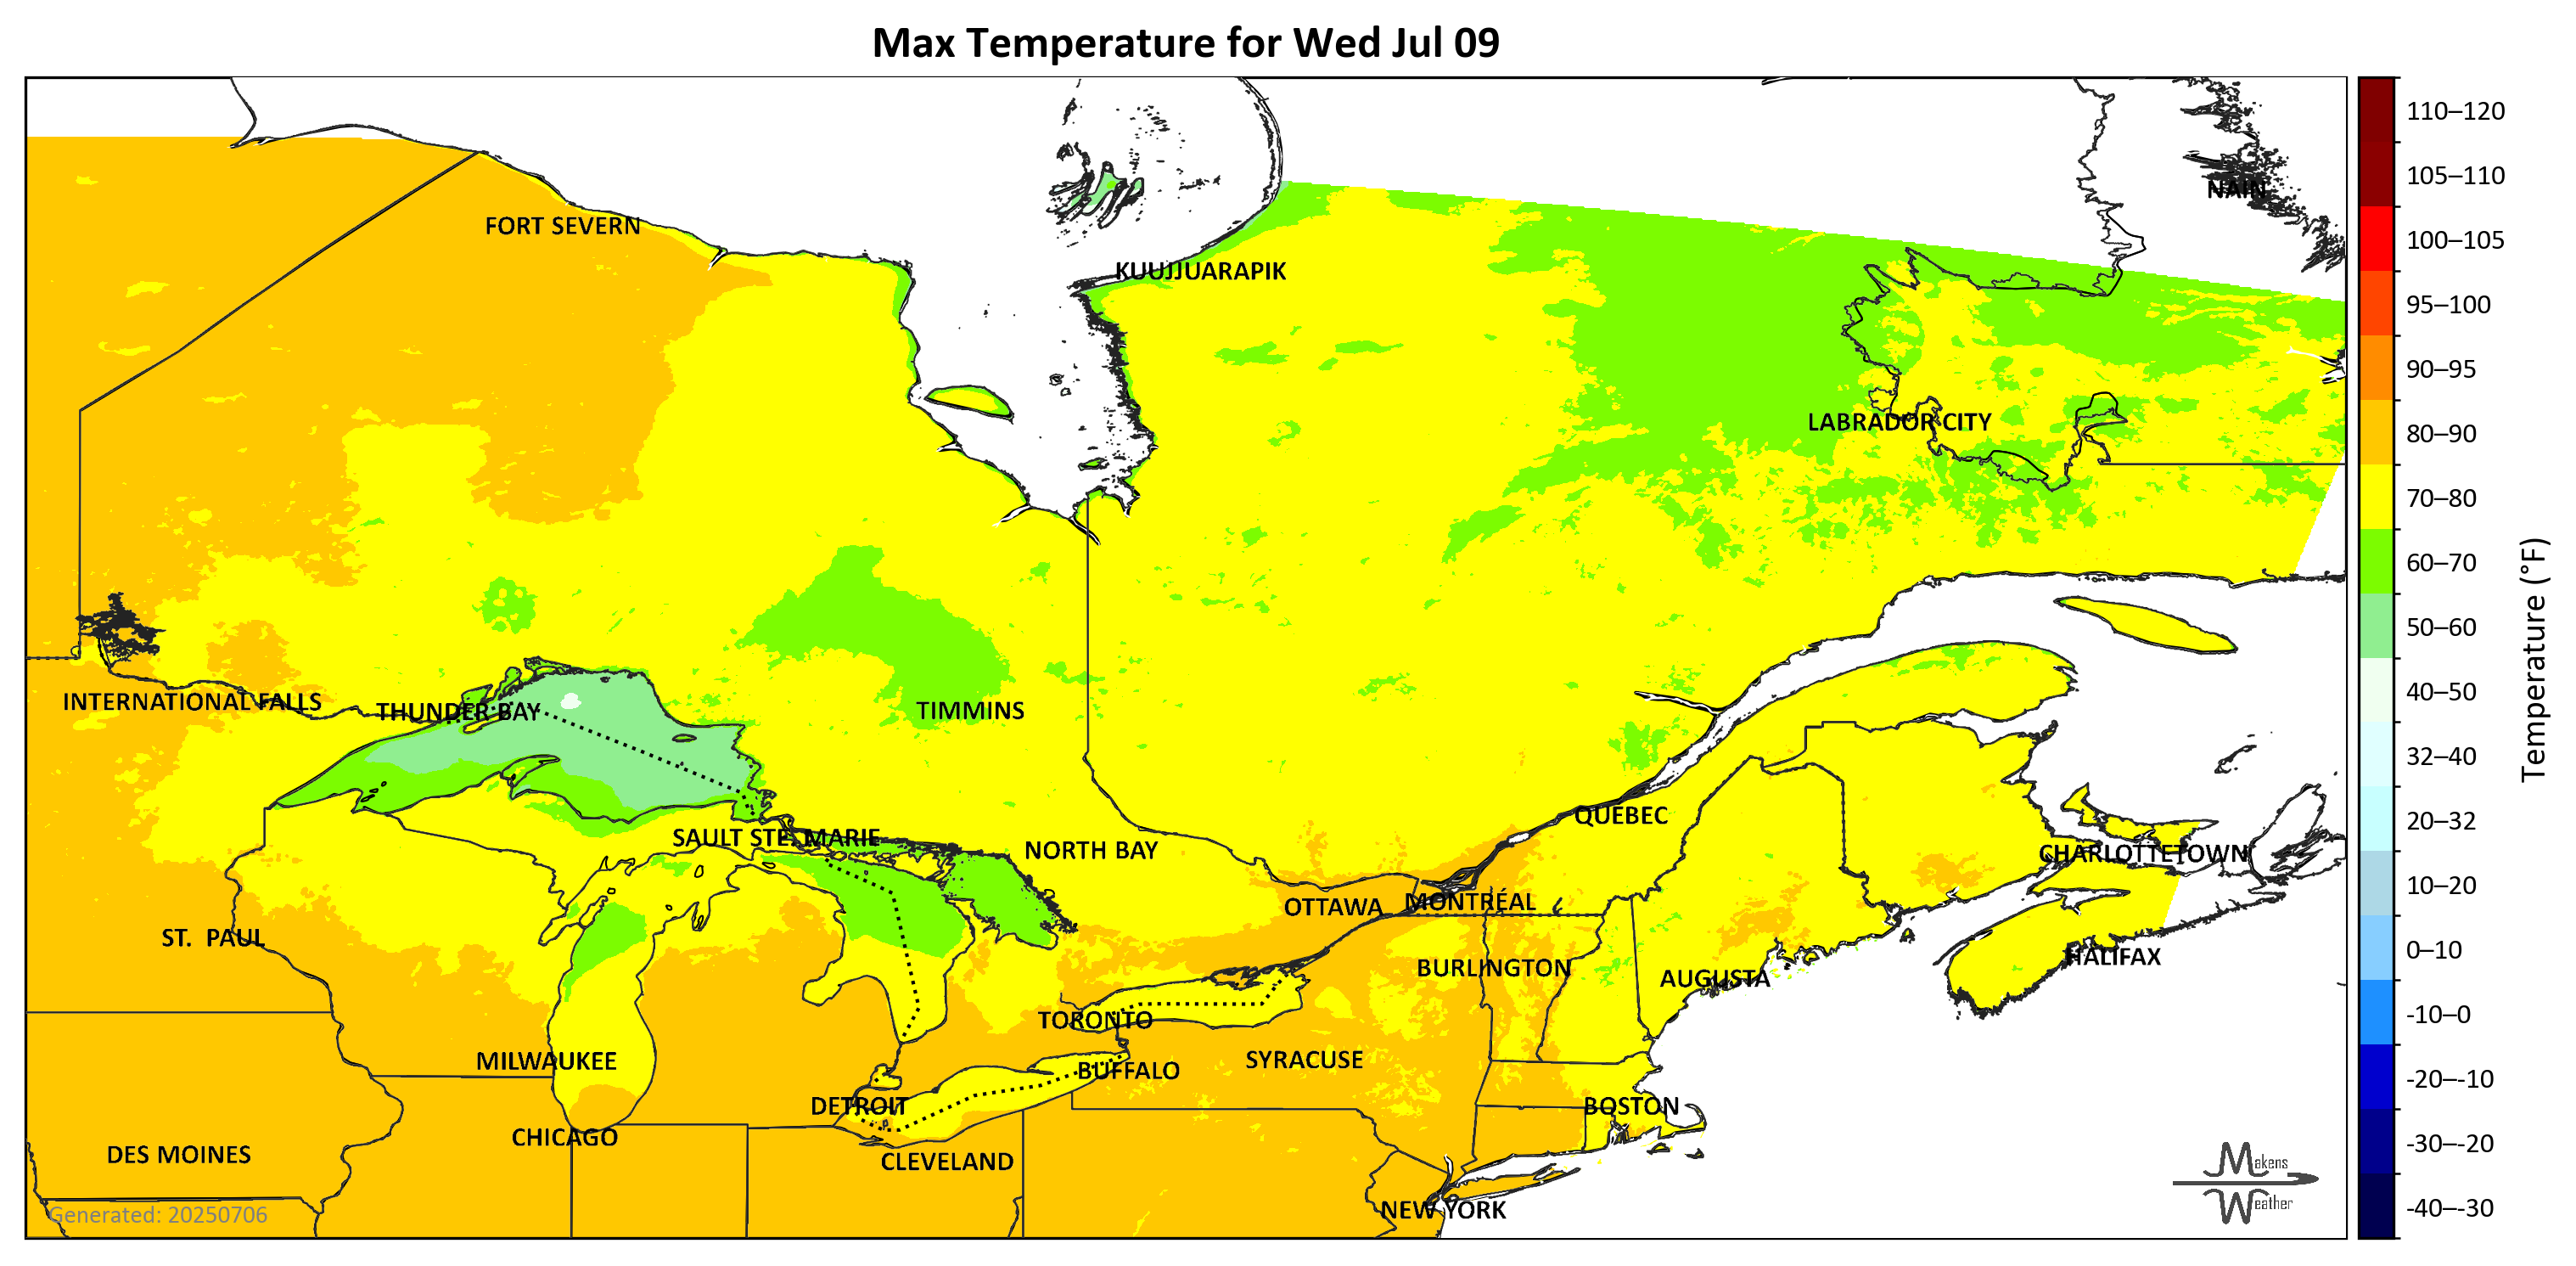 Max Temperature for Wed Jul 09
NAIN
FORT SEVERN
KUUJJUARAPIK
LABRADOR CITY
INTERNATIONAL FALLS
THUNDER BAY
TIMMINS
QUEBEC
SAULT STE. MARIE
NORTH BAY
CHARLOTTETOWN
OTTAWA
MONTRÉAL
ST. PAUL
HALIFAX
BURLINGTON
AUGUSTA
TORONTO
MILWAUKEE
SYRACUSE
BUFFALO
DETROIT
BOSTON
CHICAGO
DES MOINES
CLEVELAND
NEW YORK
Generated: 20250706
Makens
Weather
110–120
105–110
100–105
95–100
90–95
80–90
70–80
60–70
50–60
40–50
32–40
20–32
10–20
0–10
-10–0
-20–-10
-30–-20
-40–-30
Temperature (°F)